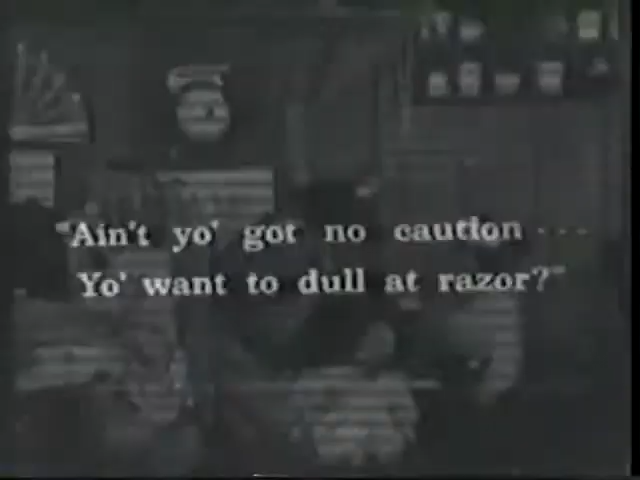 "Ain't yo' got no caution ...
Yo' want to dull at razor?"